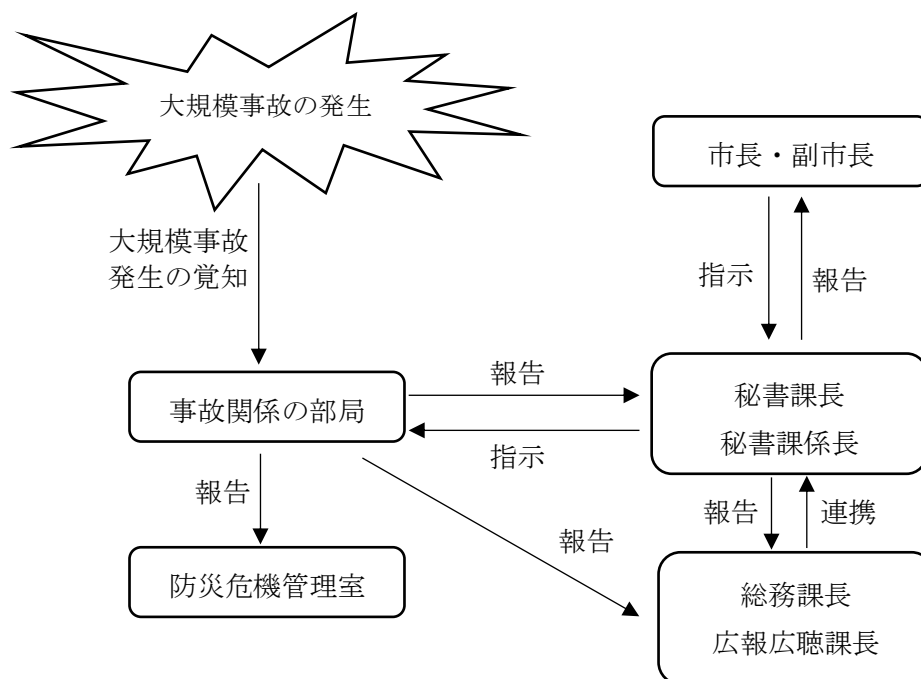 大規模事故の発生
市長・副市長
大規模事故
発生の覚知
指示
報告
報告
事故関係の部局
秘書課長
秘書課係長
指示
報告
報告
連携
報告
防災危機管理室
総務課長
広報広聴課長